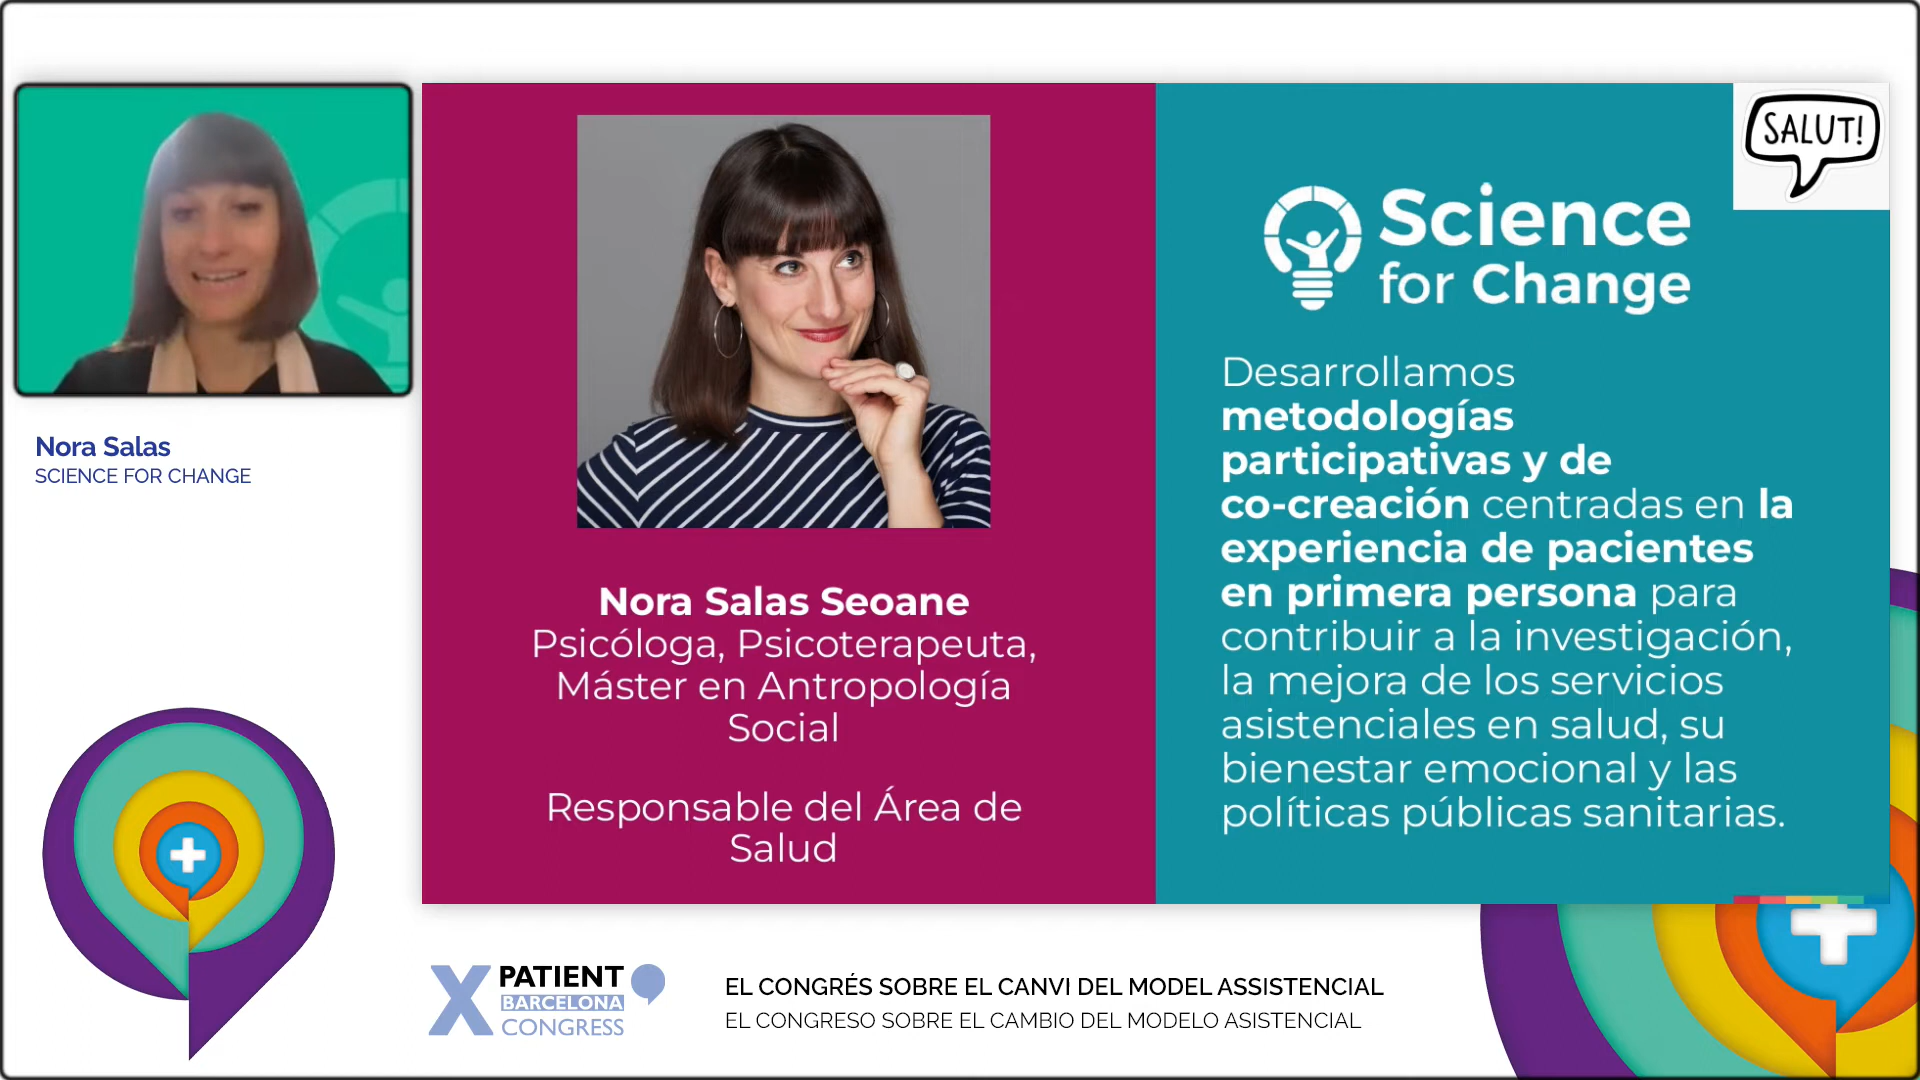 Nora Salas
SCIENCE FOR CHANGE
Nora Salas Seoane
Psicóloga, Psicoterapeuta,
Máster en Antropología
Social
Responsable del Área de
Salud
SALUT!
Science
for Change
Desarrollamos
metodologías
participativas y de
co-creación centradas en la
experiencia de pacientes
en primera persona para
contribuir a la investigación,
la mejora de los servicios
asistenciales en salud, su
bienestar emocional y las
políticas públicas sanitarias.
X PATIENT
BARCELONA
CONGRESS
EL CONGRÉS SOBRE EL CANVI DEL MODEL ASSISTENCIAL
EL CONGRESO SOBRE EL CAMBIO DEL MODELO ASISTENCIAL